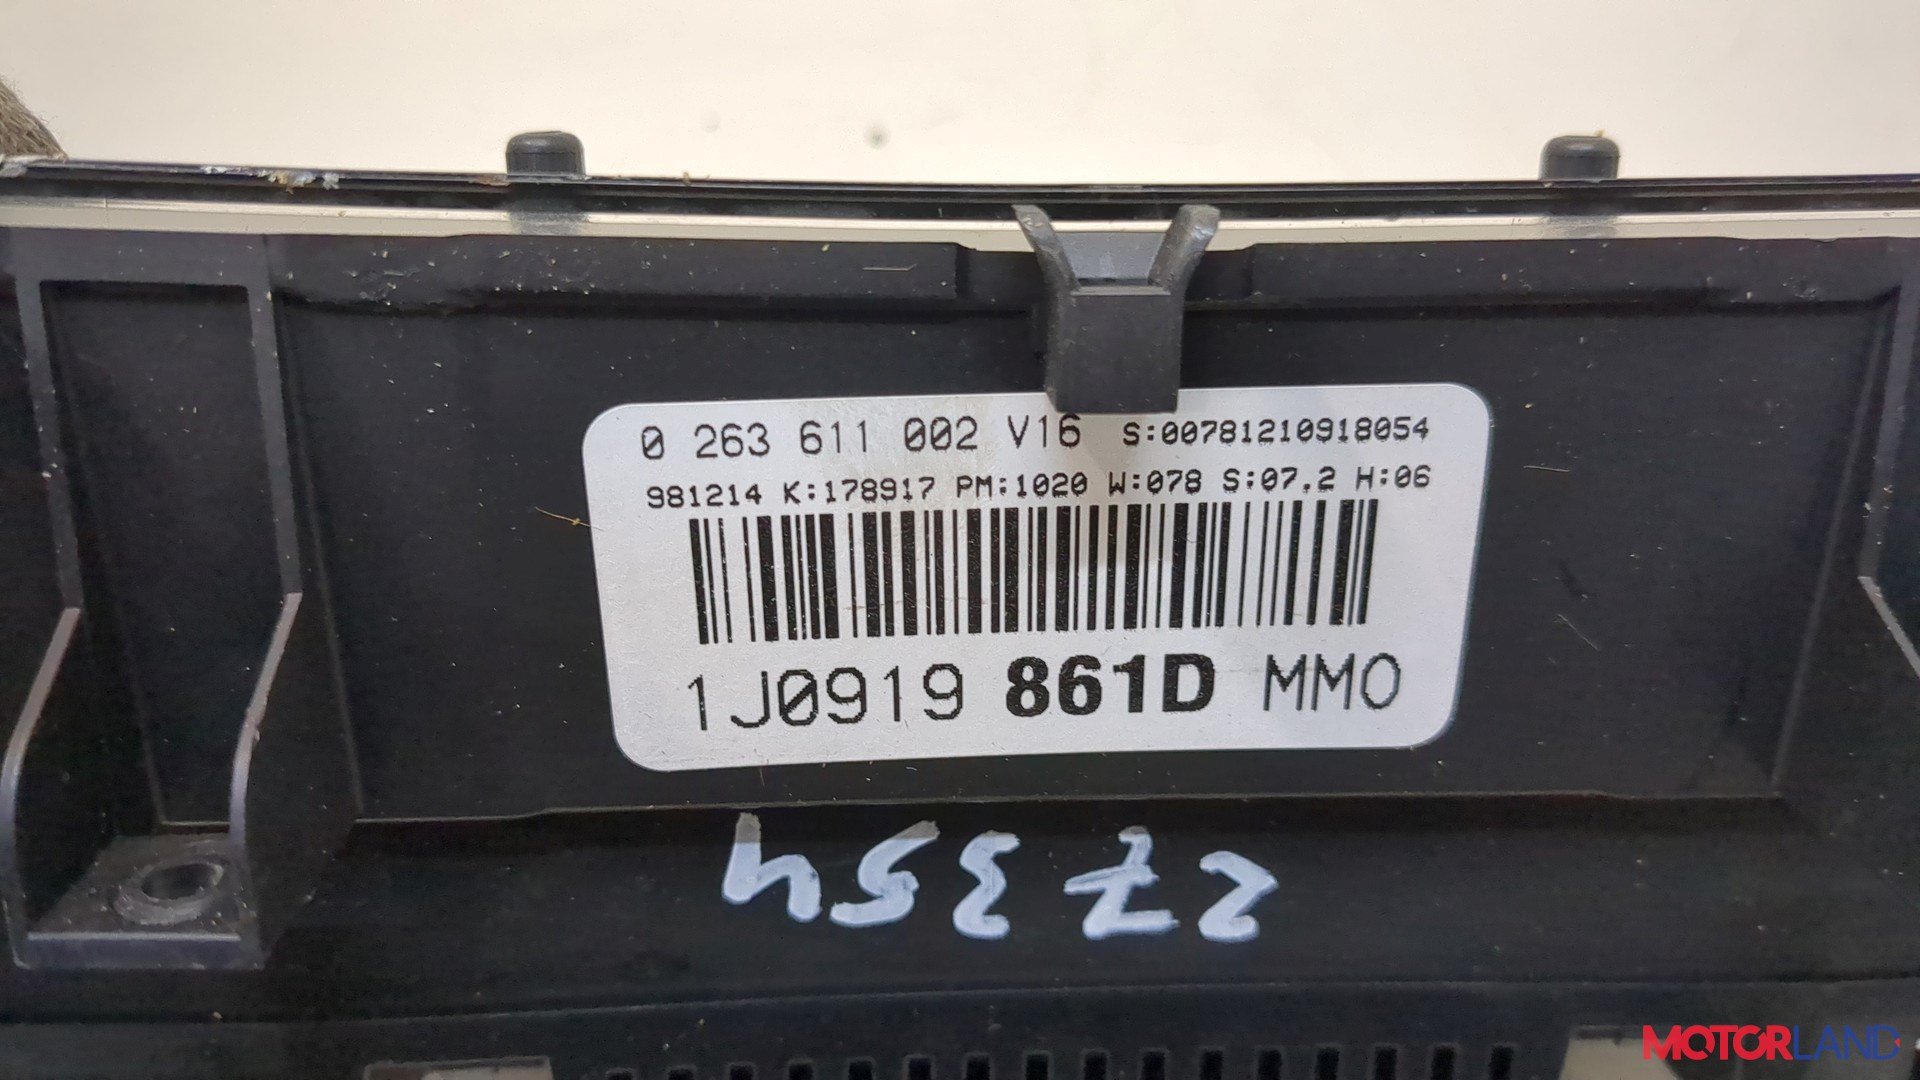 0 263 611 002 V16 S:00781210918054
981214 K:178917 PM:1020 W:078 S:07.2 H:06
1J0919 861D MM0
27354
MOTORLAND